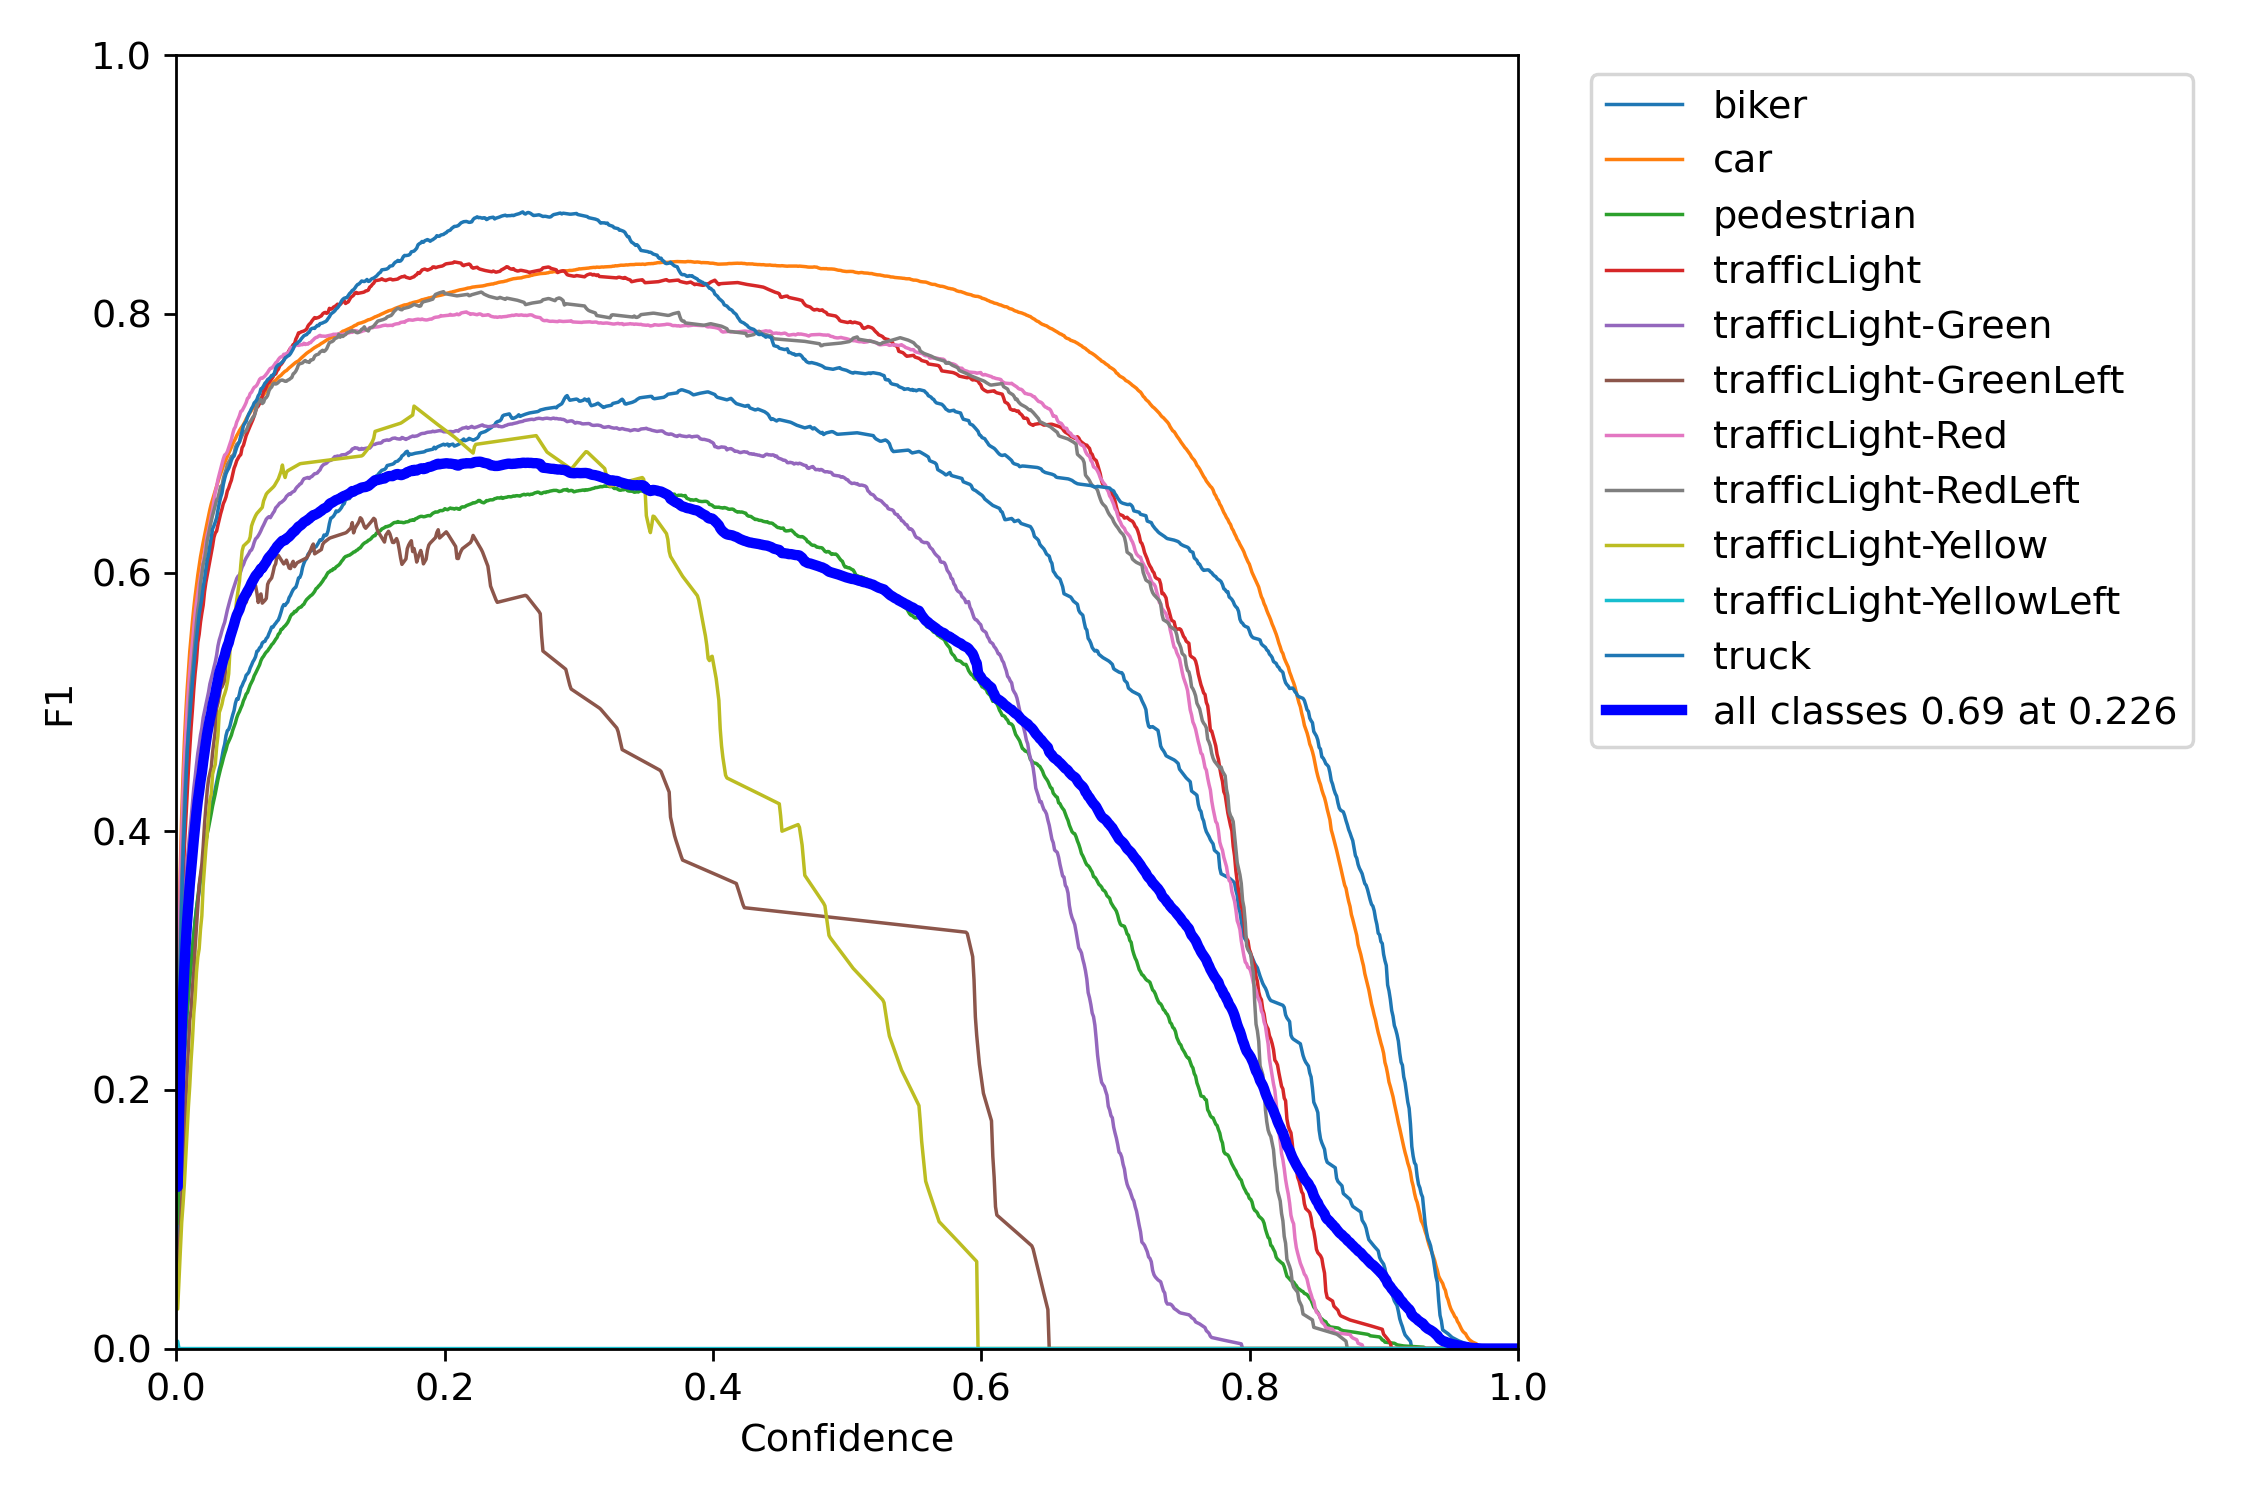 1.0
0.8
0.6
0.4
0.2
0.0
F1
0.0 0.2 0.4 0.6 0.8 1.0
Confidence
biker
car
pedestrian
trafficLight
trafficLight-Green
trafficLight-GreenLeft
trafficLight-Red
trafficLight-RedLeft
trafficLight-Yellow
trafficLight-YellowLeft
truck
all classes 0.69 at 0.226